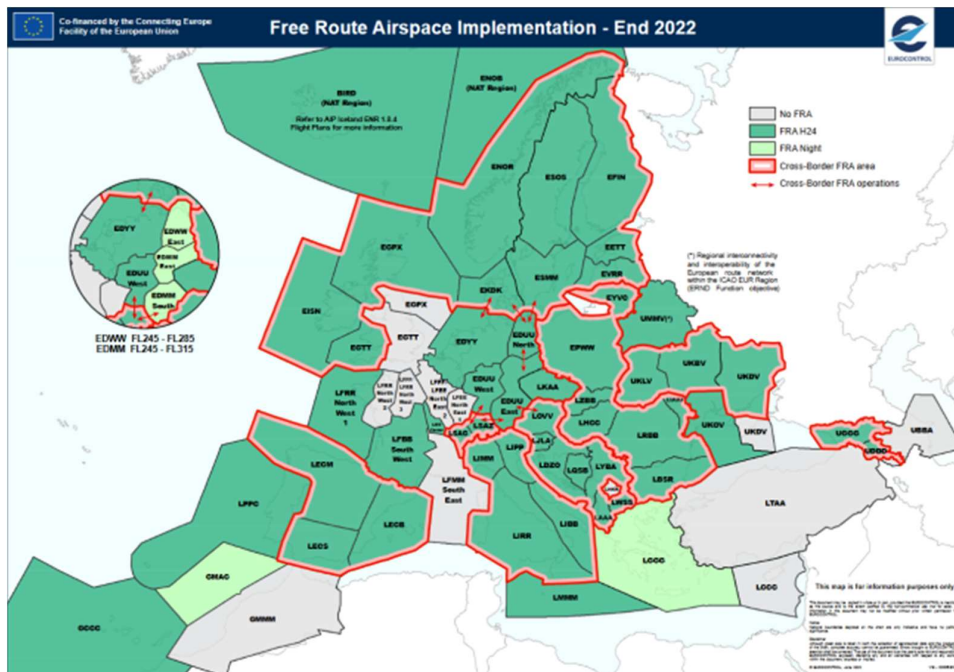 Co-financed by the Connecting Europe
Facility of the European Union
Free Route Airspace Implementation - End 2022
EUROCONTROL
BIRD
(NAT Region)
Refer to AIP Iceland ENR 1.8.4
Flight Plans for more information
ENOB
(NAT Region)
No FRA
FRA H24
FRA Night
Cross-Border FRA area
Cross-Border FRA operations
(*) Regional interconnectivity
and interoperability of the
European route network
within the ICAO EUR Region
(ERND Function objective)
ENOR
ESOS
EFIN
EGPX
EETT
EVRR
ESMM
EKDK
EYVC
UMMV(*)
EISN
EGPX
EGTT
EGTT
EDYY
EDUU
North
EPWW
UKBV
UKLV
UKDV
EDYY
EDWW
East
EDMM
East
EDUU
West
EDMM
South
EDWW FL245 - FL285
EDMM FL245 - FL315
EDUU
West
EDUU
East
LKAA
LFRR
North
West
1
LZBB
LOVV
LHCC
LSAG
LSAZ
LFBB
South
West
LIMM
LIPP
LJLA
LDZO
LQSB
LYBA
LRBB
LBSR
UKOV
UKDV
UGGG
UDDD
UBBA
LECM
LFMM
South
East
LWSS
LAAA
LPPC
LECB
LECS
LIRR
LIBB
LTAA
GMAC
GMMM
GCCC
LMMM
LGGG
LCCC
This map is for information purposes only